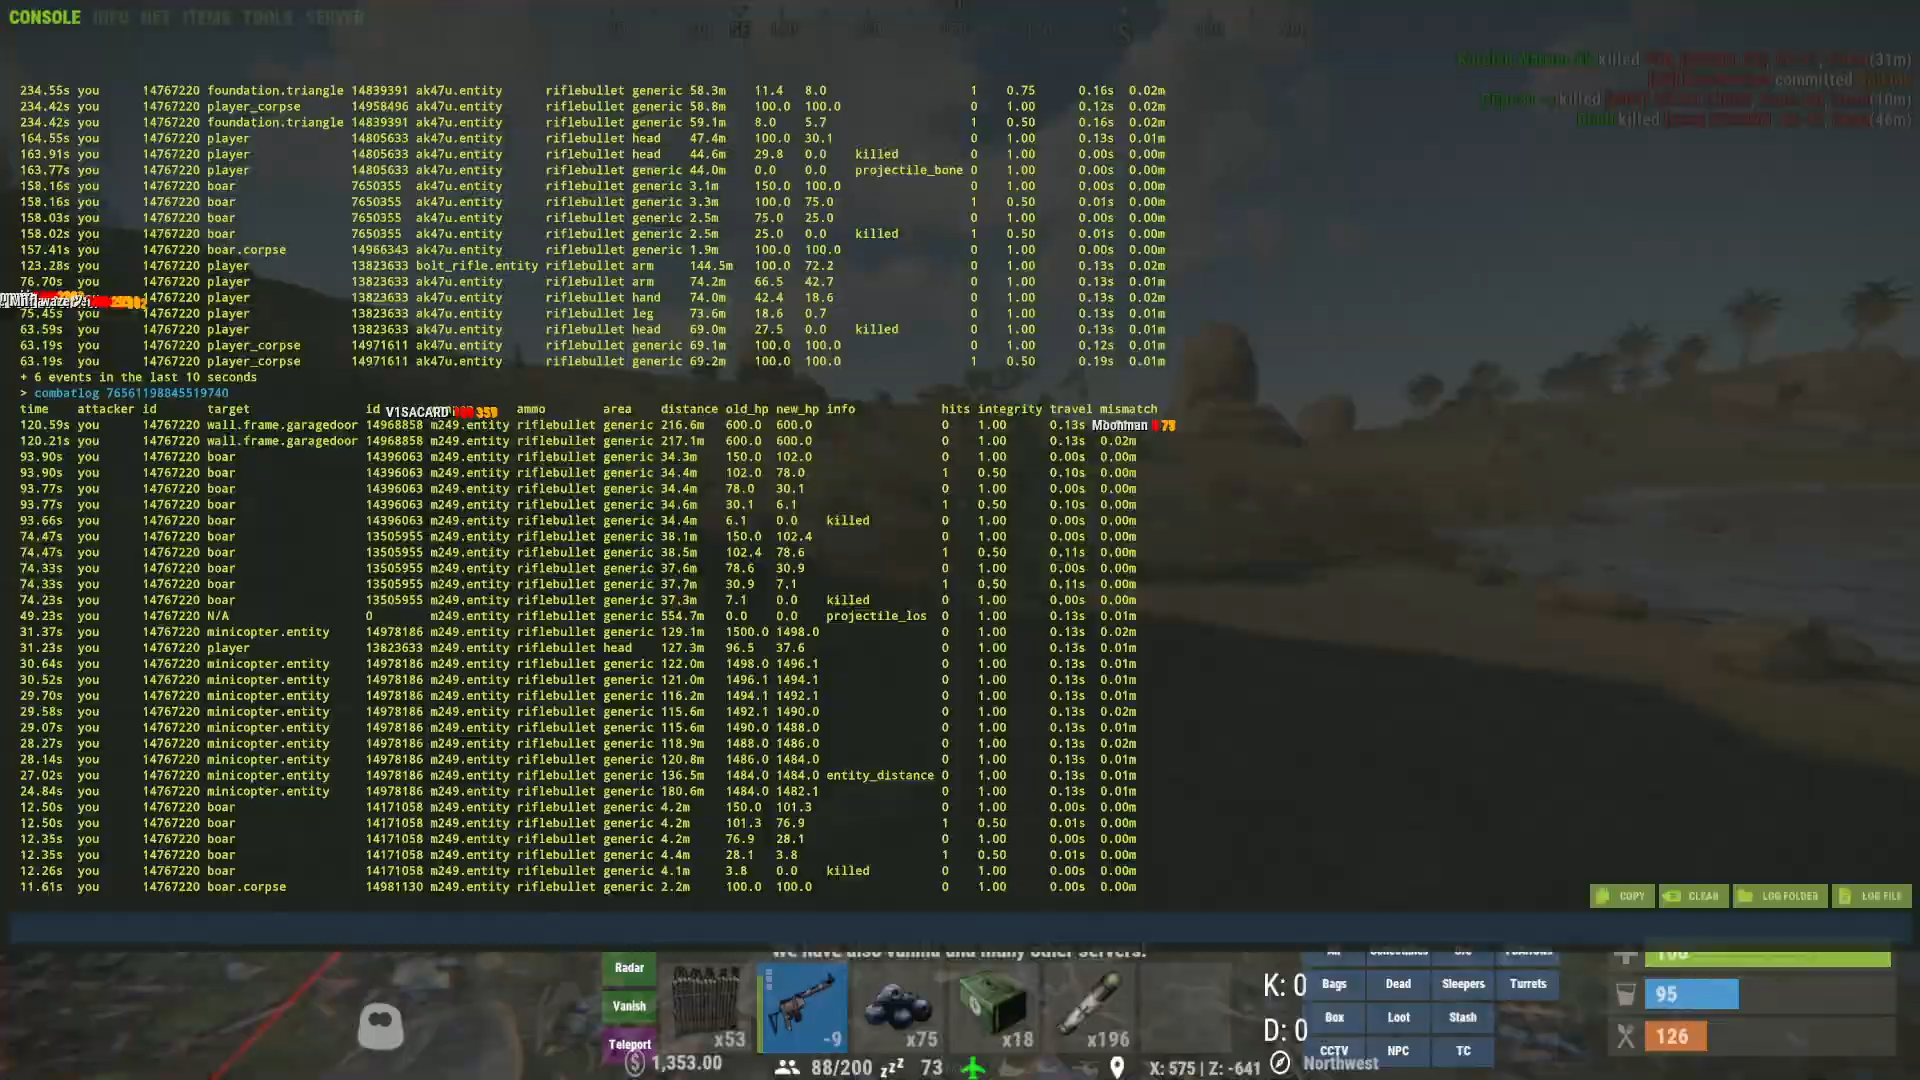 CONSOLE INFO NET ITEMS TOOLS SERVER
killed (31m)
committed
killed (10m)
killed (46m)
234.55s you 14767220 foundation.triangle 14839391 ak47u.entity riflebullet generic 58.3m 11.4 8.0 1 0.75 0.16s 0.02m
234.42s you 14767220 player_corpse 14958496 ak47u.entity riflebullet generic 58.8m 100.0 100.0 0 1.00 0.12s 0.02m
234.42s you 14767220 foundation.triangle 14839391 ak47u.entity riflebullet generic 59.1m 8.0 5.7 1 0.50 0.16s 0.02m
164.55s you 14767220 player 14805633 ak47u.entity riflebullet head 47.4m 100.0 30.1 0 1.00 0.13s 0.01m
163.91s you 14767220 player 14805633 ak47u.entity riflebullet head 44.6m 29.8 0.0 killed 0 1.00 0.00s 0.00m
163.77s you 14767220 player 14805633 ak47u.entity riflebullet generic 44.0m 0.0 0.0 projectile_bone 0 1.00 0.00s 0.00m
158.16s you 14767220 boar 7650355 ak47u.entity riflebullet generic 3.1m 150.0 100.0 0 1.00 0.00s 0.00m
158.16s you 14767220 boar 7650355 ak47u.entity riflebullet generic 3.3m 100.0 75.0 1 0.50 0.01s 0.00m
158.03s you 14767220 boar 7650355 ak47u.entity riflebullet generic 2.5m 75.0 25.0 0 1.00 0.00s 0.00m
158.02s you 14767220 boar 7650355 ak47u.entity riflebullet generic 2.5m 25.0 0.0 killed 1 0.50 0.01s 0.00m
157.41s you 14767220 boar.corpse 14966343 ak47u.entity riflebullet generic 1.9m 100.0 100.0 0 1.00 0.00s 0.00m
123.28s you 14767220 player 13823633 bolt_rifle.entity riflebullet arm 144.5m 100.0 72.2 0 1.00 0.13s 0.02m
76.70s you 14767220 player 13823633 ak47u.entity riflebullet arm 74.2m 66.5 42.7 0 1.00 0.13s 0.01m
14767220 player 13823633 ak47u.entity riflebullet hand 74.0m 42.4 18.6 0 1.00 0.13s 0.02m
75.45s you 14767220 player 13823633 ak47u.entity riflebullet leg 73.6m 18.6 0.7 0 1.00 0.13s 0.01m
63.59s you 14767220 player 13823633 ak47u.entity riflebullet head 69.0m 27.5 0.0 killed 0 1.00 0.13s 0.01m
63.19s you 14767220 player_corpse 14971611 ak47u.entity riflebullet generic 69.1m 100.0 100.0 0 1.00 0.12s 0.01m
63.19s you 14767220 player_corpse 14971611 ak47u.entity riflebullet generic 69.2m 100.0 100.0 1 0.50 0.19s 0.01m
+ 6 events in the last 10 seconds
> combatlog 76561198845519740
time attacker id target id V1SACARD 359 ammo area distance old_hp new_hp info hits integrity travel mismatch
120.59s you 14767220 wall.frame.garagedoor 14968858 m249.entity riflebullet generic 216.6m 600.0 600.0 0 1.00 0.13s Moonman 75
120.21s you 14767220 wall.frame.garagedoor 14968858 m249.entity riflebullet generic 217.1m 600.0 600.0 0 1.00 0.13s 0.02m
93.90s you 14767220 boar 14396063 m249.entity riflebullet generic 34.3m 150.0 102.0 0 1.00 0.00s 0.00m
93.90s you 14767220 boar 14396063 m249.entity riflebullet generic 34.4m 102.0 78.0 1 0.50 0.10s 0.00m
93.77s you 14767220 boar 14396063 m249.entity riflebullet generic 34.4m 78.0 30.1 0 1.00 0.00s 0.00m
93.77s you 14767220 boar 14396063 m249.entity riflebullet generic 34.6m 30.1 6.1 1 0.50 0.10s 0.00m
93.66s you 14767220 boar 14396063 m249.entity riflebullet generic 34.4m 6.1 0.0 killed 0 1.00 0.00s 0.00m
74.47s you 14767220 boar 13505955 m249.entity riflebullet generic 38.1m 150.0 102.4 0 1.00 0.00s 0.00m
74.47s you 14767220 boar 13505955 m249.entity riflebullet generic 38.5m 102.4 78.6 1 0.50 0.11s 0.00m
74.33s you 14767220 boar 13505955 m249.entity riflebullet generic 37.6m 78.6 30.9 0 1.00 0.00s 0.00m
74.33s you 14767220 boar 13505955 m249.entity riflebullet generic 37.7m 30.9 7.1 1 0.50 0.11s 0.00m
74.23s you 14767220 boar 13505955 m249.entity riflebullet generic 37.3m 7.1 0.0 killed 0 1.00 0.00s 0.00m
49.23s you 14767220 N/A 0 m249.entity riflebullet generic 554.7m 0.0 0.0 projectile_los 0 1.00 0.13s 0.01m
31.37s you 14767220 minicopter.entity 14978186 m249.entity riflebullet generic 129.1m 1500.0 1498.0 0 1.00 0.13s 0.02m
31.23s you 14767220 player 13823633 m249.entity riflebullet head 127.3m 96.5 37.6 0 1.00 0.13s 0.01m
30.64s you 14767220 minicopter.entity 14978186 m249.entity riflebullet generic 122.0m 1498.0 1496.1 0 1.00 0.13s 0.01m
30.52s you 14767220 minicopter.entity 14978186 m249.entity riflebullet generic 121.0m 1496.1 1494.1 0 1.00 0.13s 0.01m
29.70s you 14767220 minicopter.entity 14978186 m249.entity riflebullet generic 116.2m 1494.1 1492.1 0 1.00 0.13s 0.01m
29.58s you 14767220 minicopter.entity 14978186 m249.entity riflebullet generic 115.6m 1492.1 1490.0 0 1.00 0.13s 0.02m
29.07s you 14767220 minicopter.entity 14978186 m249.entity riflebullet generic 115.6m 1490.0 1488.0 0 1.00 0.13s 0.01m
28.27s you 14767220 minicopter.entity 14978186 m249.entity riflebullet generic 118.9m 1488.0 1486.0 0 1.00 0.13s 0.02m
28.14s you 14767220 minicopter.entity 14978186 m249.entity riflebullet generic 120.8m 1486.0 1484.0 0 1.00 0.13s 0.01m
27.02s you 14767220 minicopter.entity 14978186 m249.entity riflebullet generic 136.5m 1484.0 1484.0 entity_distance 0 1.00 0.13s 0.01m
24.84s you 14767220 minicopter.entity 14978186 m249.entity riflebullet generic 180.6m 1484.0 1482.1 0 1.00 0.13s 0.01m
12.50s you 14767220 boar 14171058 m249.entity riflebullet generic 4.2m 150.0 101.3 0 1.00 0.00s 0.00m
12.50s you 14767220 boar 14171058 m249.entity riflebullet generic 4.2m 101.3 76.9 1 0.50 0.01s 0.00m
12.35s you 14767220 boar 14171058 m249.entity riflebullet generic 4.2m 76.9 28.1 0 1.00 0.00s 0.00m
12.35s you 14767220 boar 14171058 m249.entity riflebullet generic 4.4m 28.1 3.8 1 0.50 0.01s 0.00m
12.26s you 14767220 boar 14171058 m249.entity riflebullet generic 4.1m 3.8 0.0 killed 0 1.00 0.00s 0.00m
11.61s you 14767220 boar.corpse 14981130 m249.entity riflebullet generic 2.2m 100.0 100.0 0 1.00 0.00s 0.00m
COPY CLEAR LOG FOLDER LOG FILE
We have also vanilla and many other servers!
Radar
Vanish
Teleport
x53 -9 x75 x18 x196
K: 0
D: 0
All
Bags Dead Sleepers Turrets
Box Loot Stash
CCTV NPC TC
100
95
126
1,353.00 88/200 zzz 73 X: 575 | Z: -641 Northwest